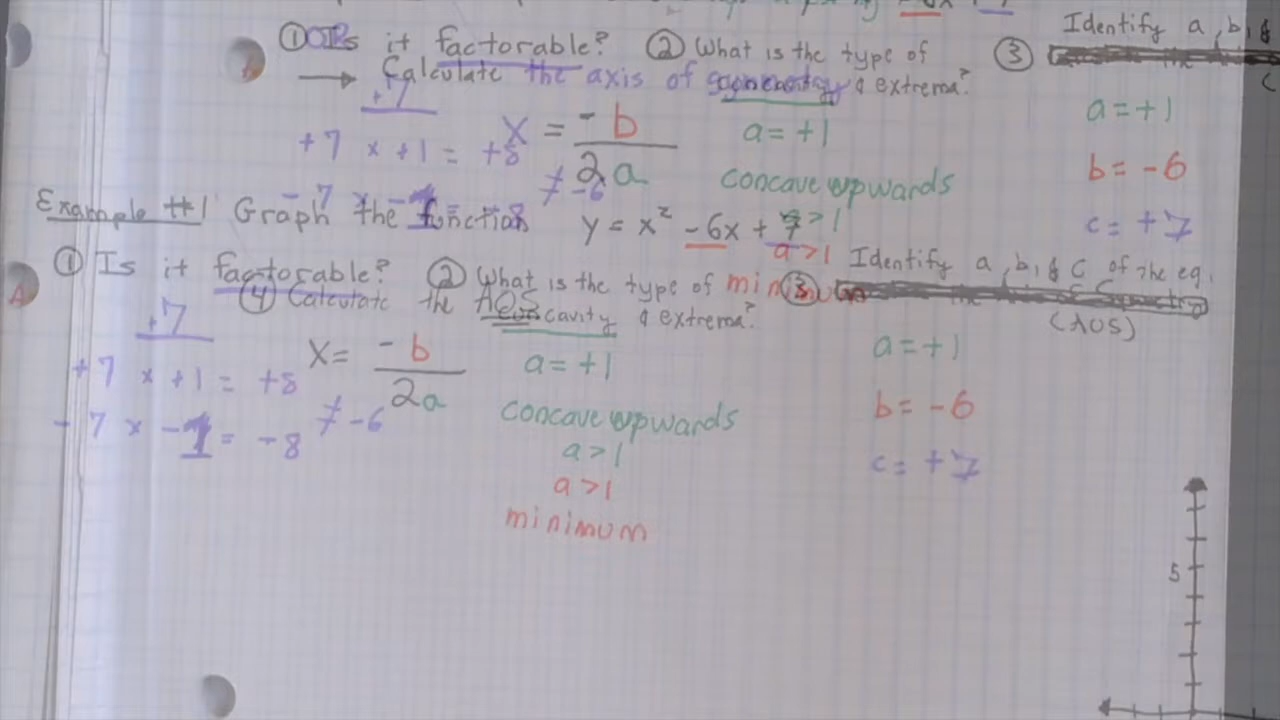 Identify a, b, &
① Is it factorable? ② What is the type of
③
→ Calculate the axis of symmetry & extrema?
+7
a = +1
x = -b
a = +1
+7 x +1 = +8
2a
≠ -6
concave upwards
b = -6
-7 x -1 = -8
Example #1 Graph the function y = x² - 6x + 7
a > 1
c = +7
① Is it factorable? ② What is the type of
minimum
③ Identify a, b, & C of the eq.
④ Calculate the AOS
concavity & extrema?
(AOS)
+7
x = -b
a = +1
a = +1
+7 x +1 = +8
2a
≠ -6
concave upwards
b = -6
-7 x -1 = -8
a > 1
c = +7
a > 1
minimum
5